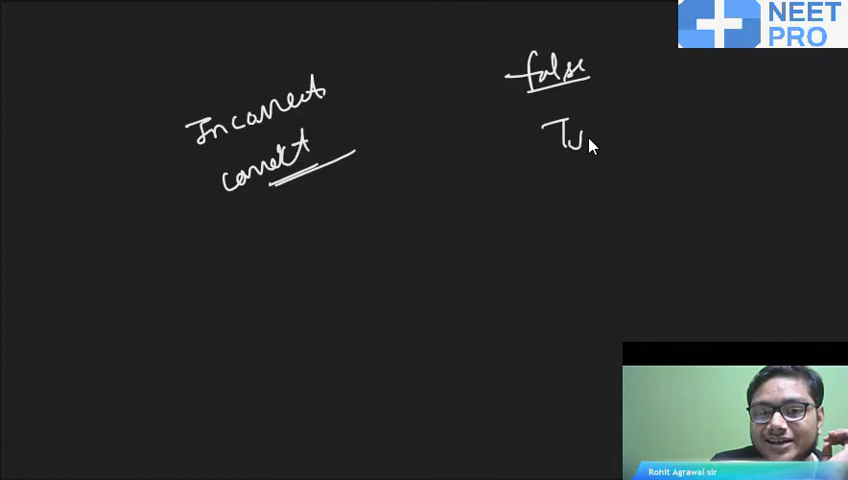 NEET
PRO
false
Incorrect
correct
Tu
Rohit Agrawal sir